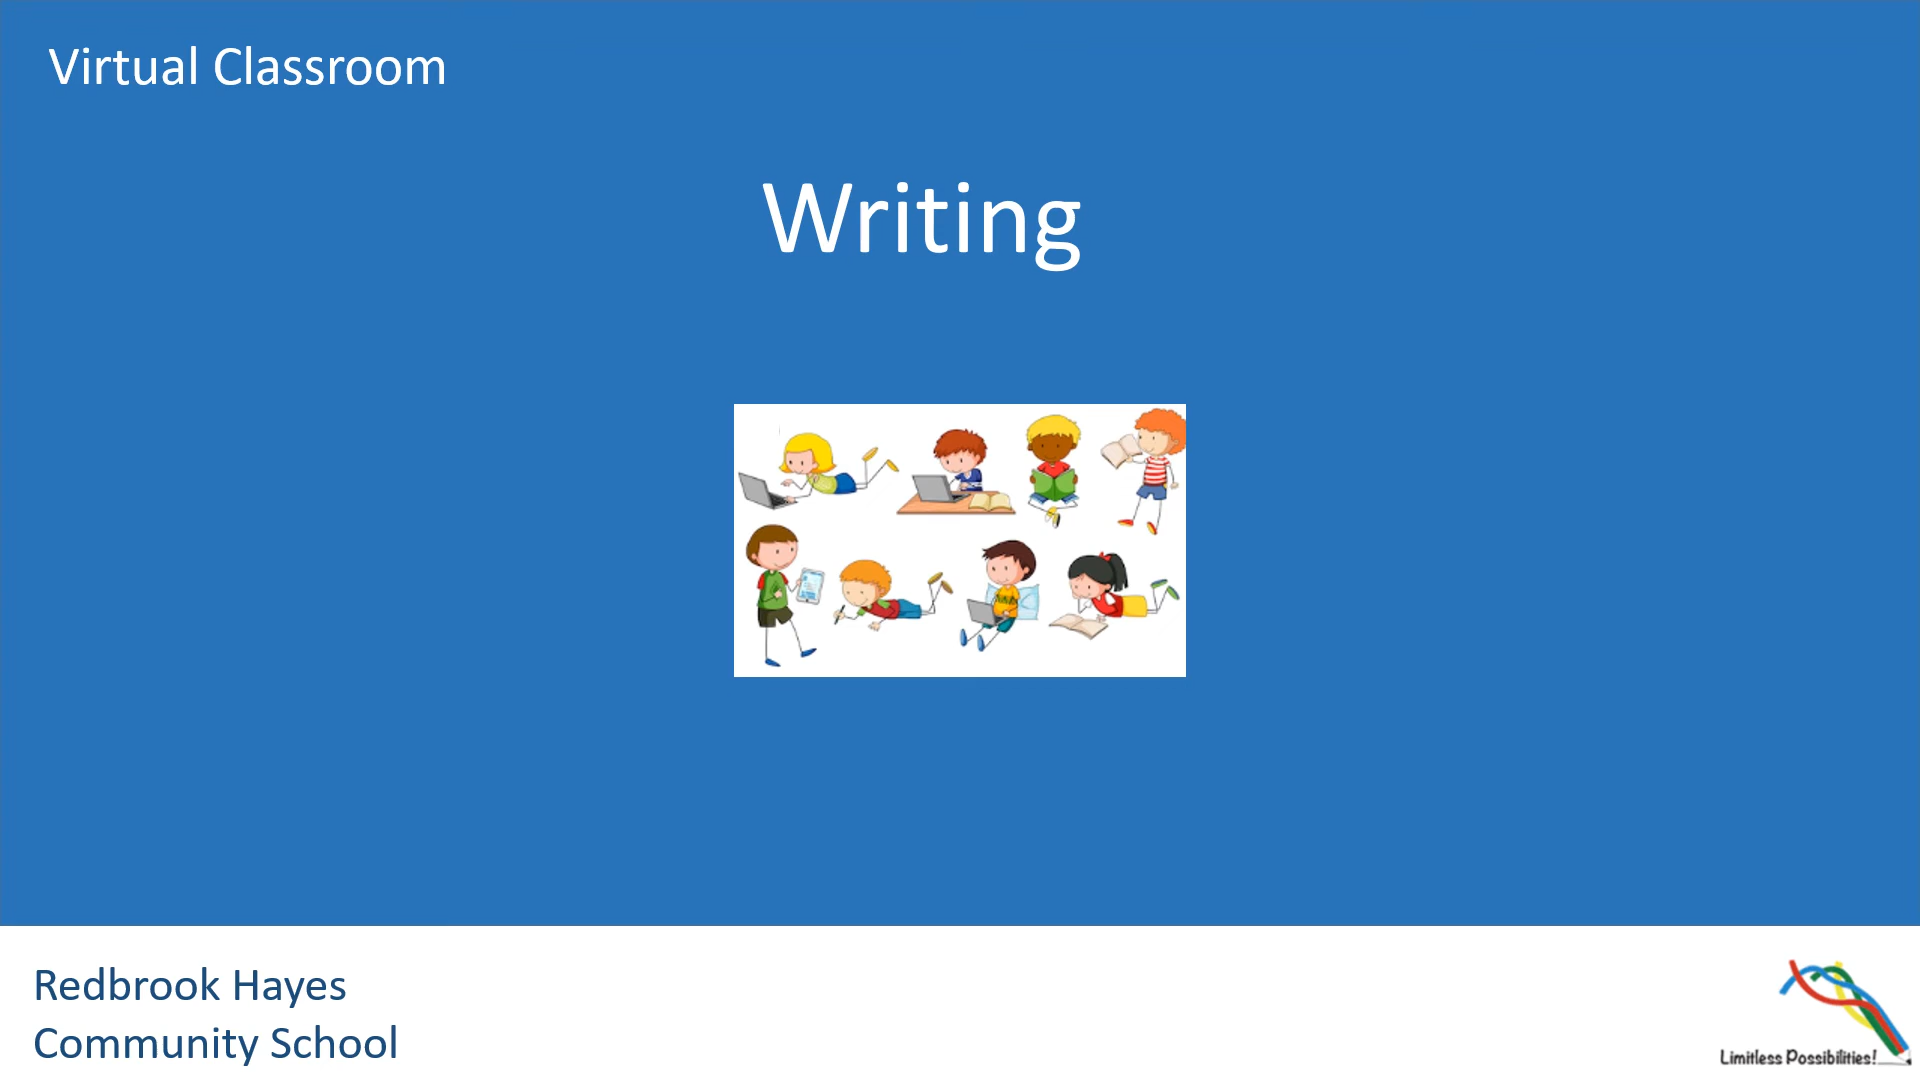 Virtual Classroom
Writing
Redbrook Hayes
Community School
Limitless Possibilities!